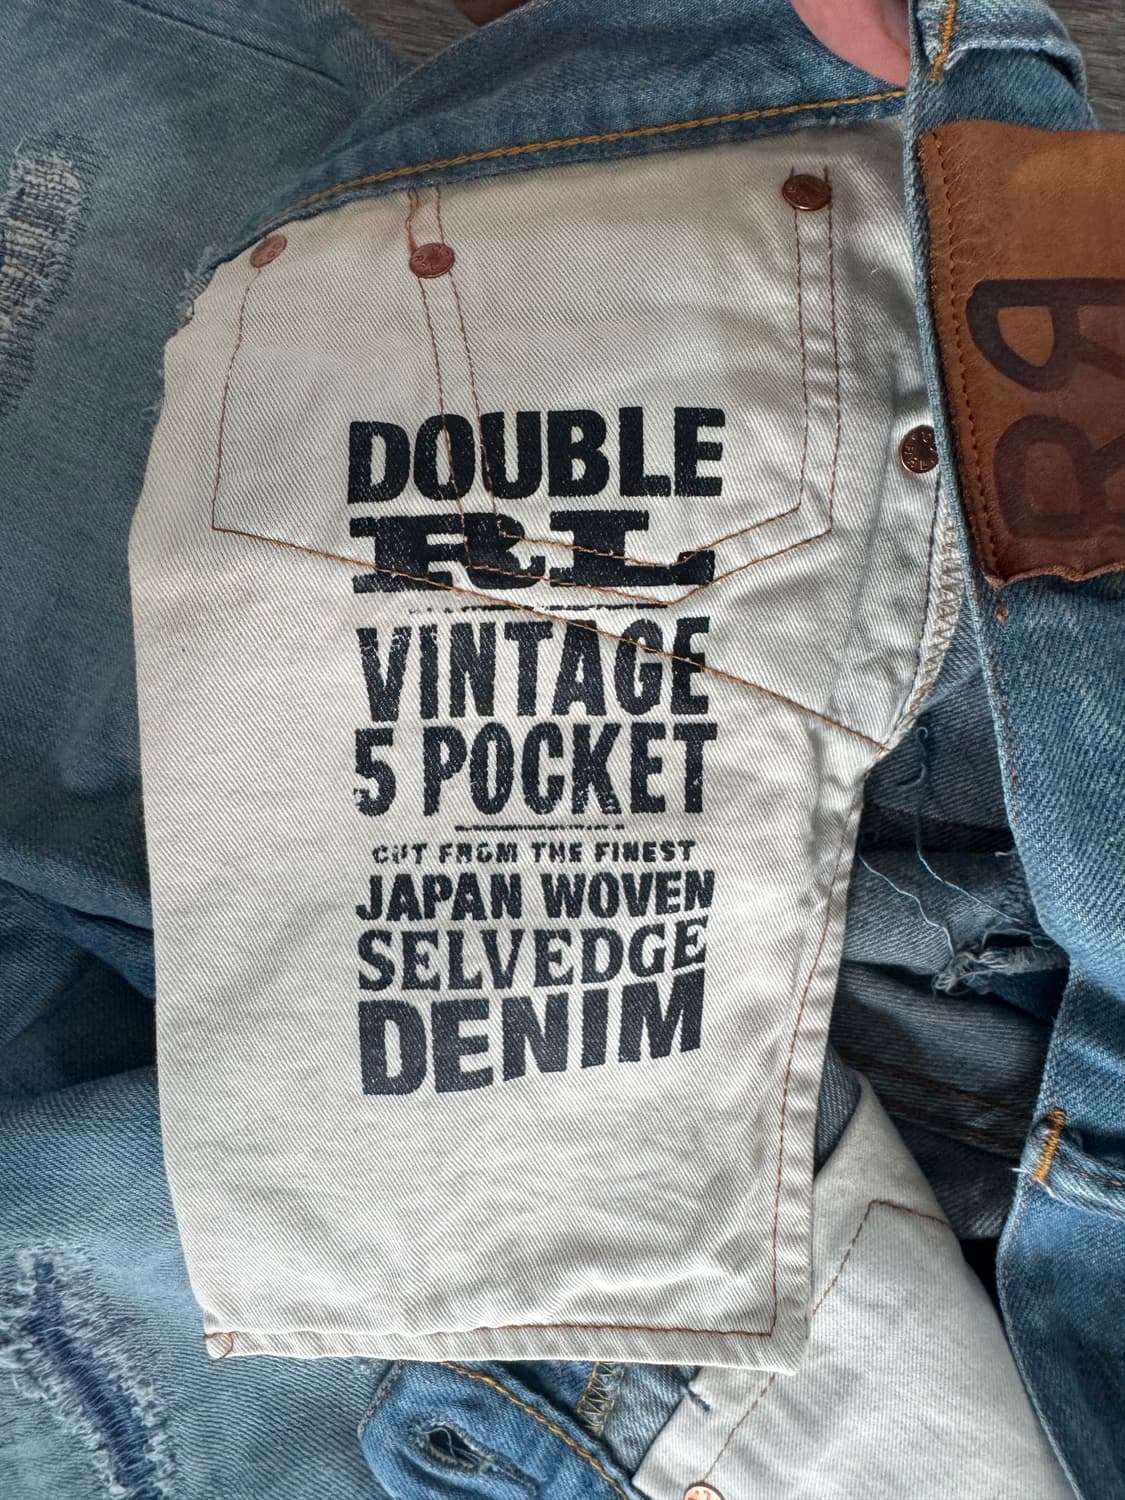 DOUBLE
RL
VINTAGE
5 POCKET
CUT FROM THE FINEST
JAPAN WOVEN
SELVEDGE
DENIM